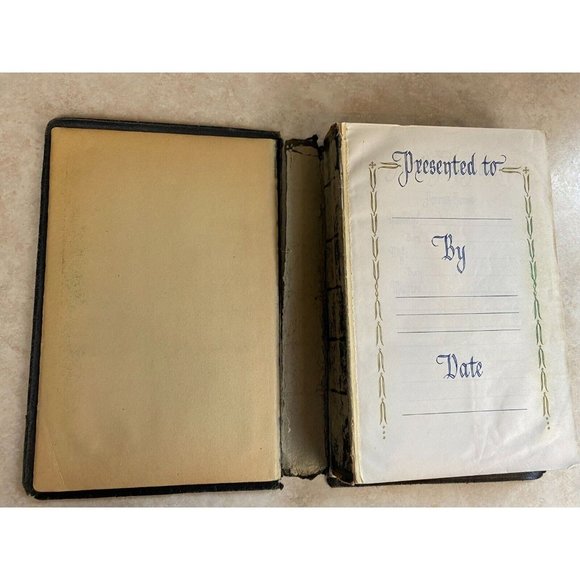 Presented to
By
Date